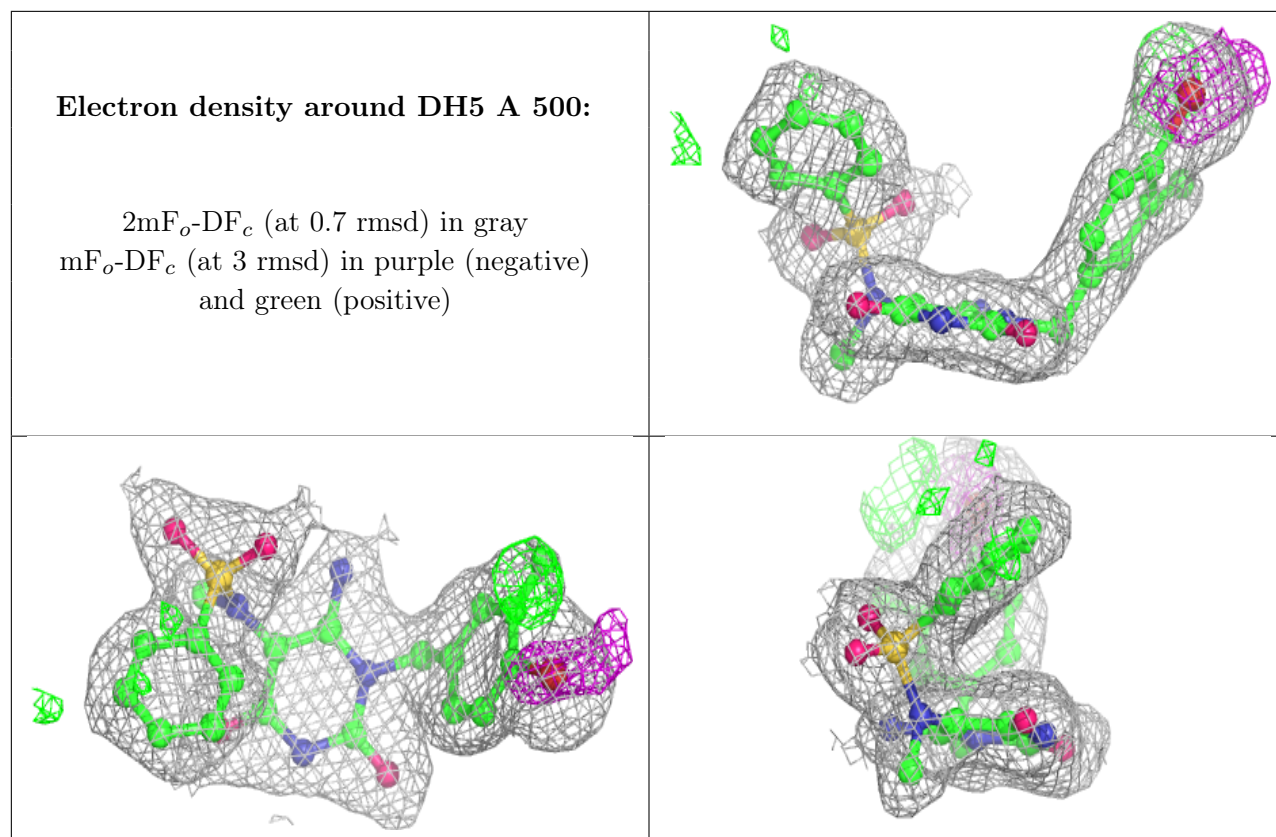 Electron density around DH5 A 500:
2mFo-DFc (at 0.7 rmsd) in gray
mFo-DFc (at 3 rmsd) in purple (negative)
and green (positive)